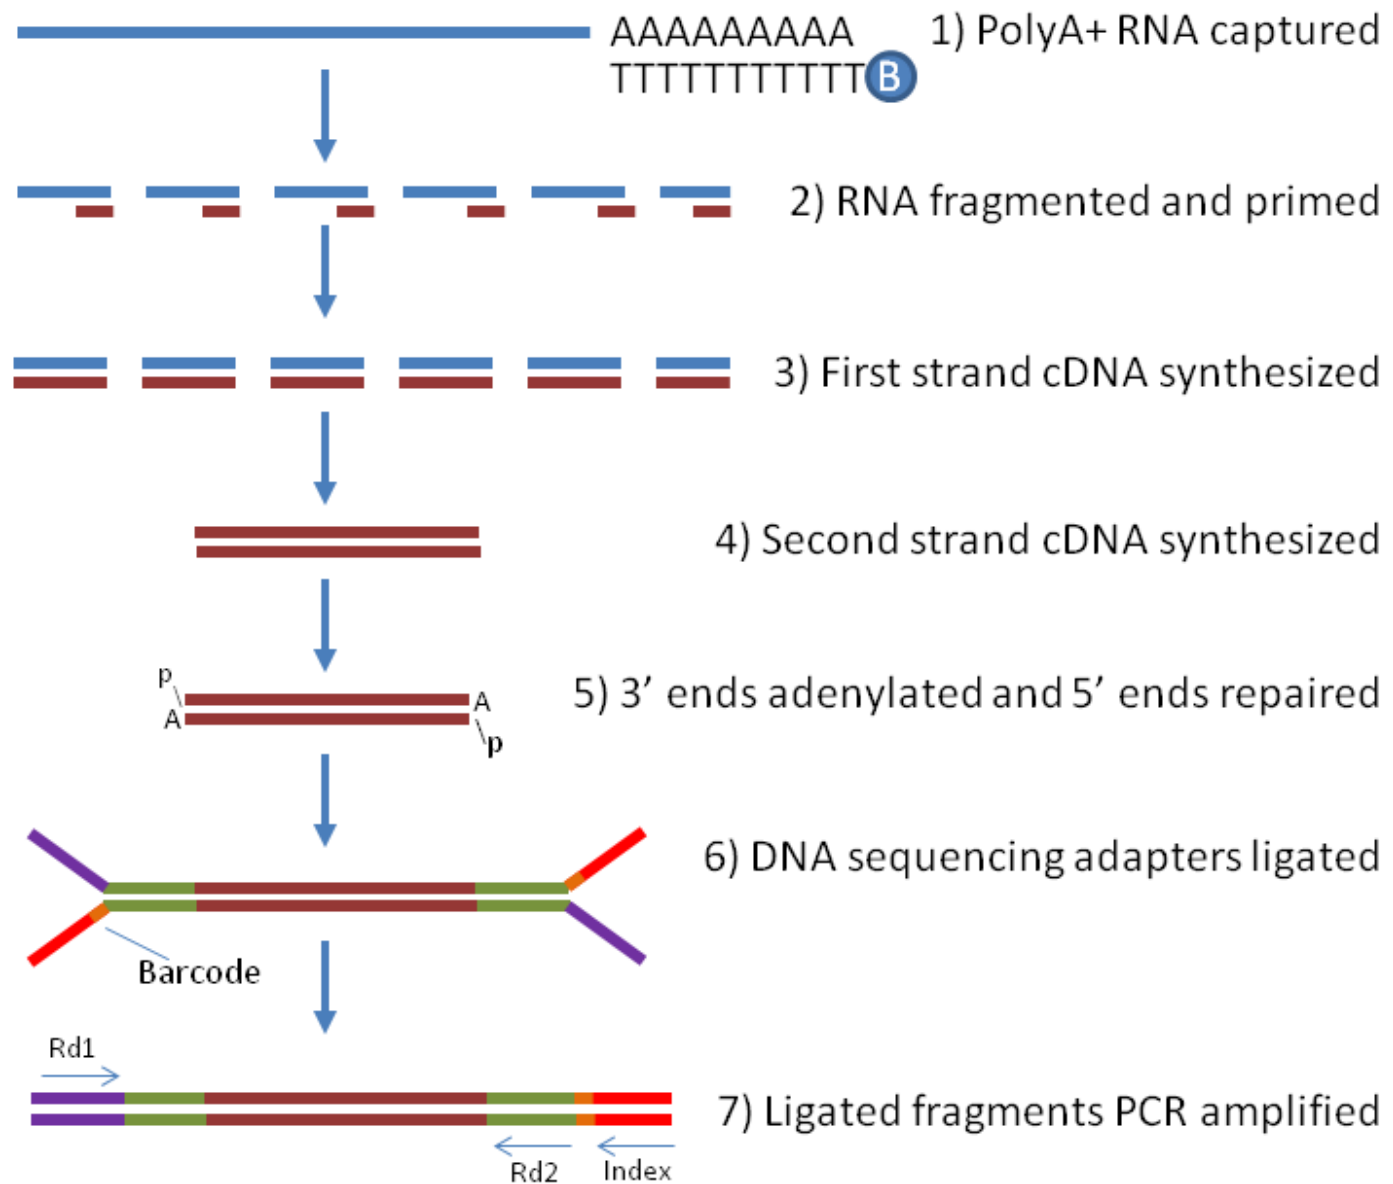 AAAAAAAAA 1) PolyA+ RNA captured
TTTTTTTTTTT B
2) RNA fragmented and primed
3) First strand cDNA synthesized
4) Second strand cDNA synthesized
p
5) 3’ ends adenylated and 5’ ends repaired
A
A
p
6) DNA sequencing adapters ligated
Barcode
Rd1
7) Ligated fragments PCR amplified
Rd2
Index